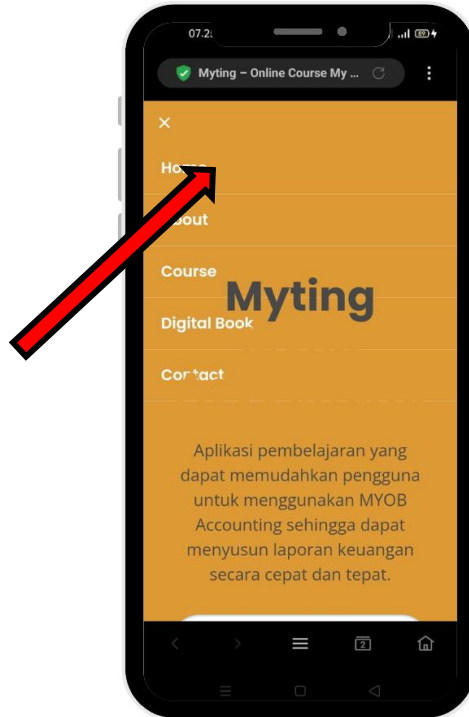 Myting – Online Course My ...
×
Home
About
Course
Myting
Digital Book
Contact
Aplikasi pembelajaran yang
dapat memudahkan pengguna
untuk menggunakan MYOB
Accounting sehingga dapat
menyusun laporan keuangan
secara cepat dan tepat.
2